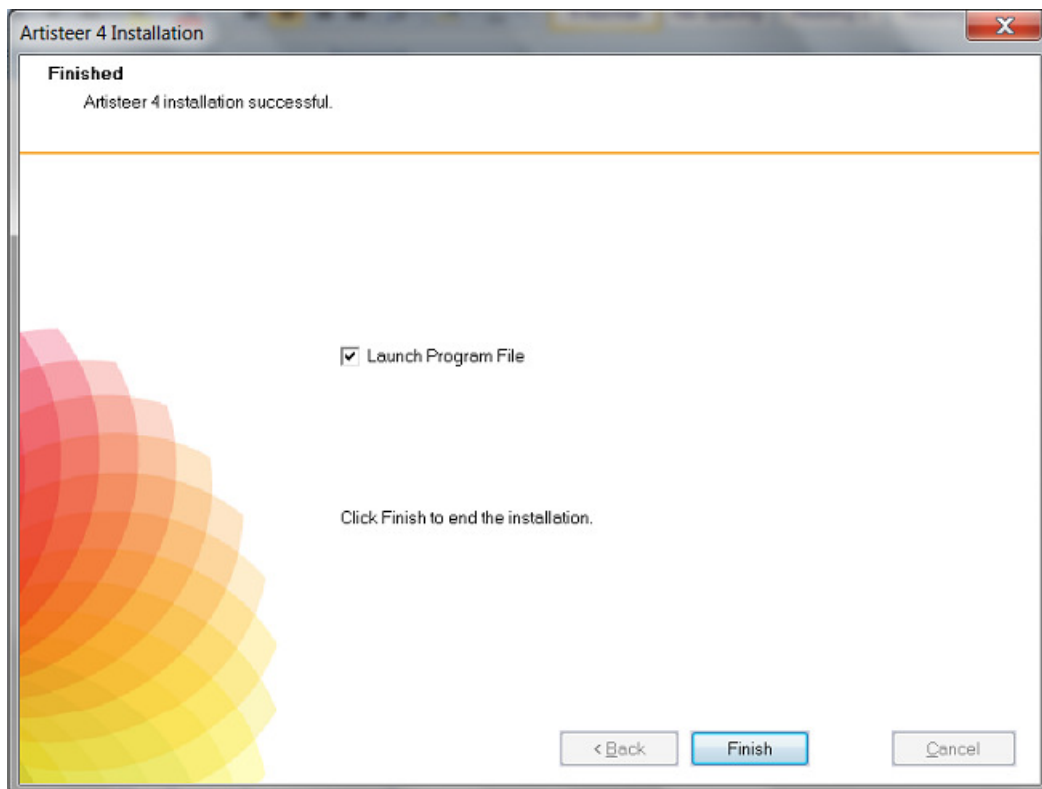 Artisteer 4 Installation
Finished
Artisteer 4 installation successful.
Launch Program File
Click Finish to end the installation.
< Back
Finish
Cancel